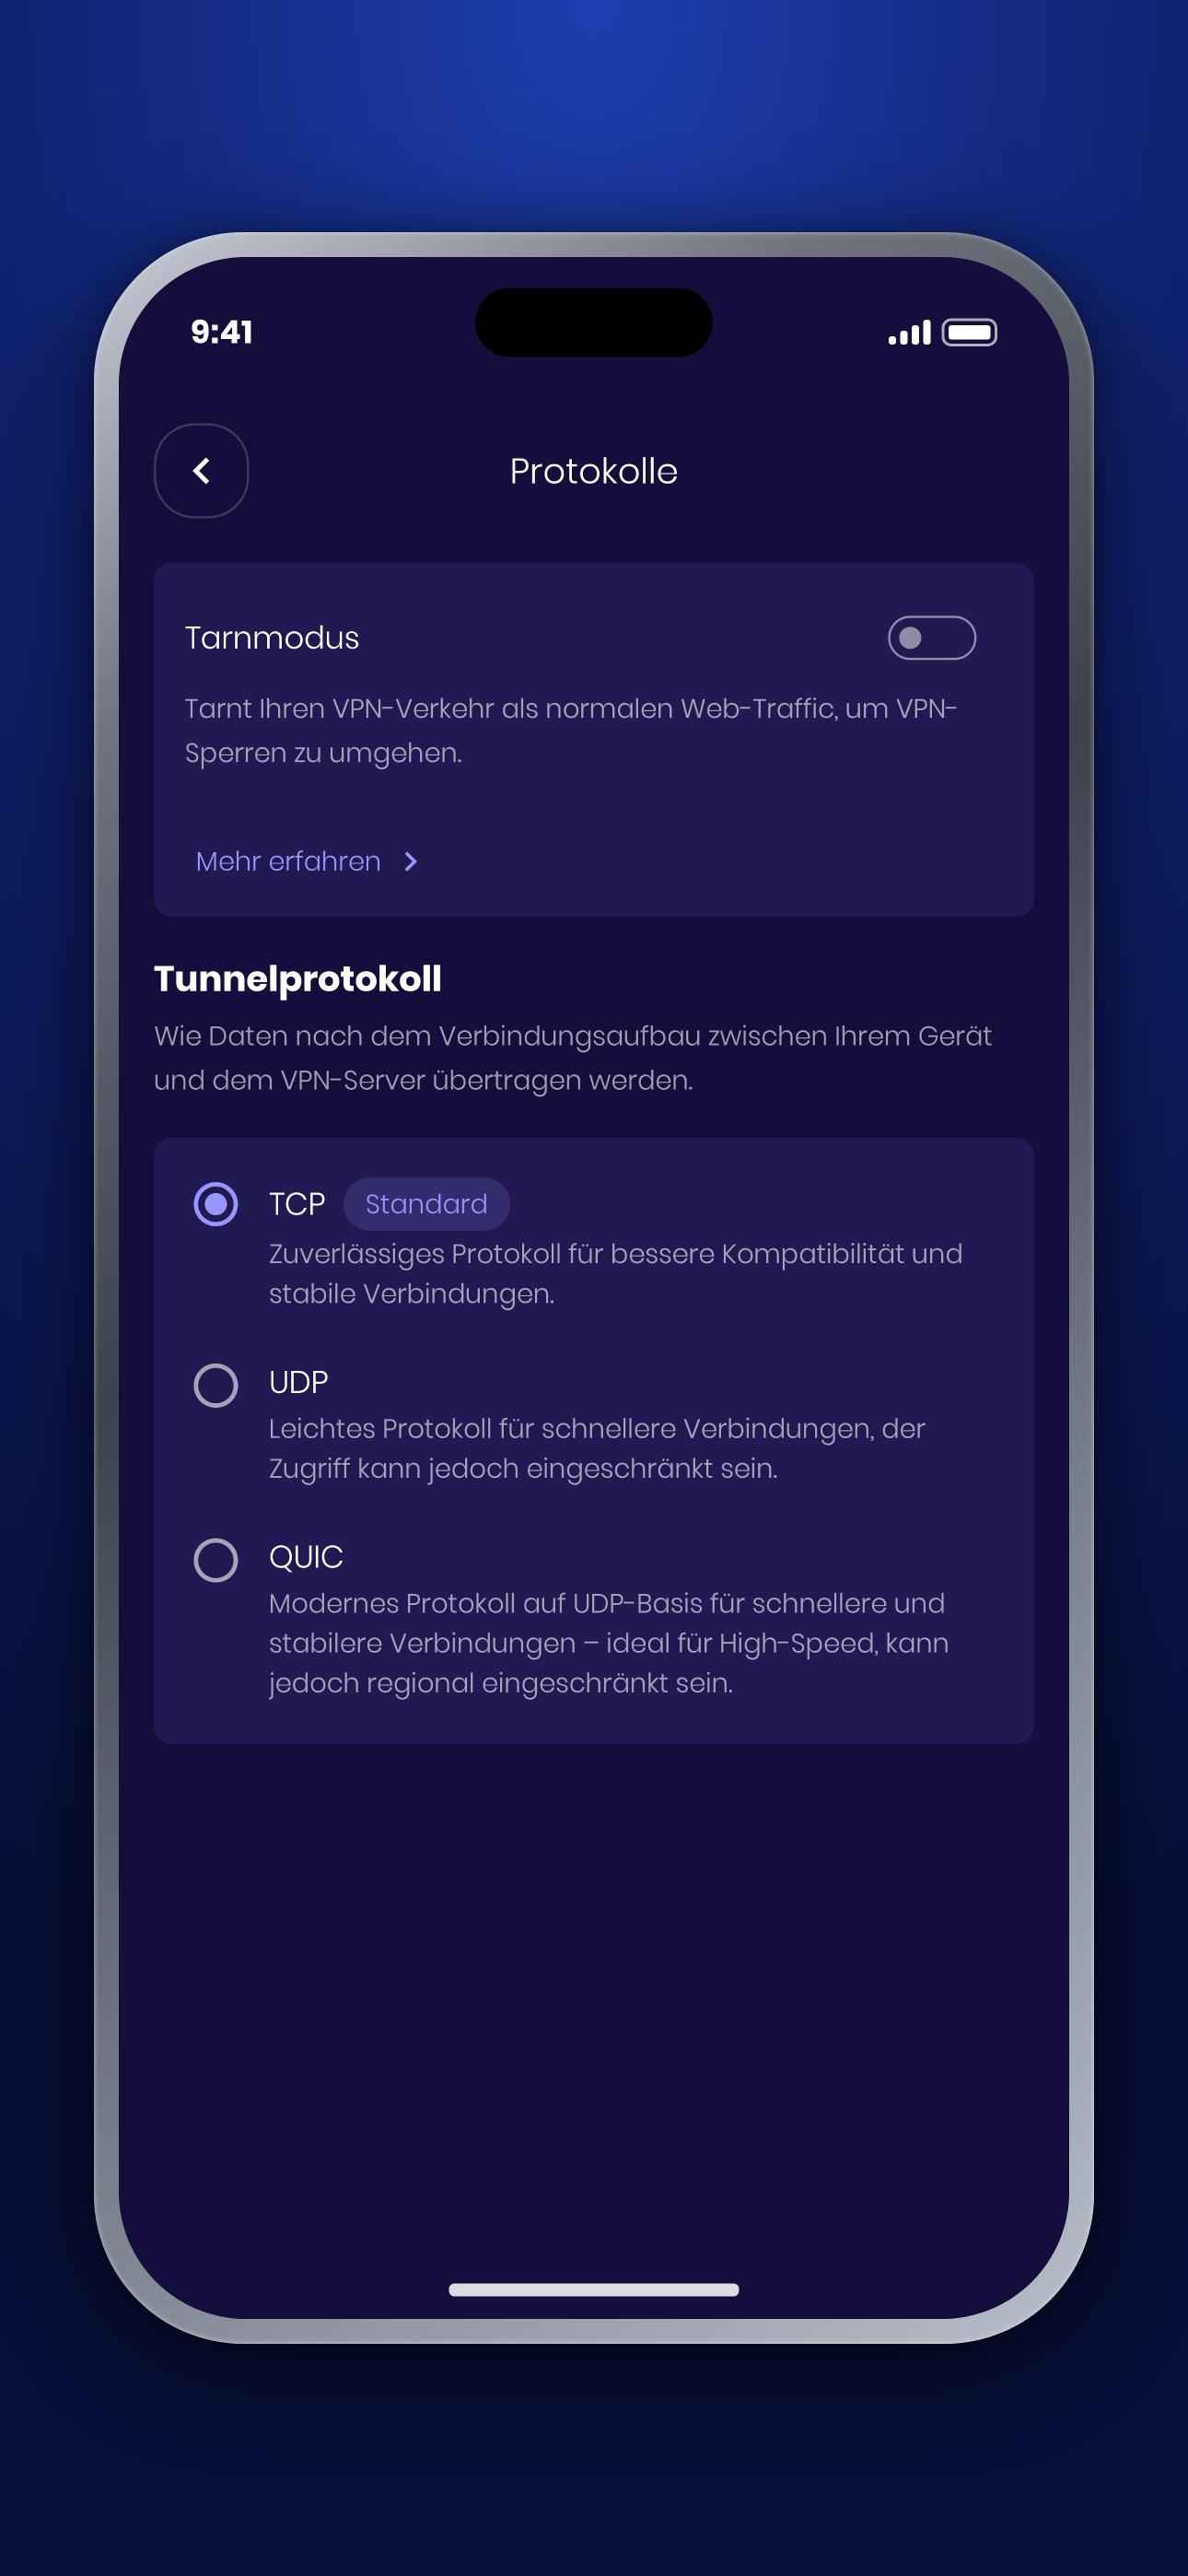 9:41
Protokolle
Tarnmodus
Tarnt Ihren VPN-Verkehr als normalen Web-Traffic, um VPN-
Sperren zu umgehen.
Mehr erfahren
Tunnelprotokoll
Wie Daten nach dem Verbindungsaufbau zwischen Ihrem Gerät
und dem VPN-Server übertragen werden.
TCP Standard
Zuverlässiges Protokoll für bessere Kompatibilität und
stabile Verbindungen.
UDP
Leichtes Protokoll für schnellere Verbindungen, der
Zugriff kann jedoch eingeschränkt sein.
QUIC
Modernes Protokoll auf UDP-Basis für schnellere und
stabilere Verbindungen – ideal für High-Speed, kann
jedoch regional eingeschränkt sein.